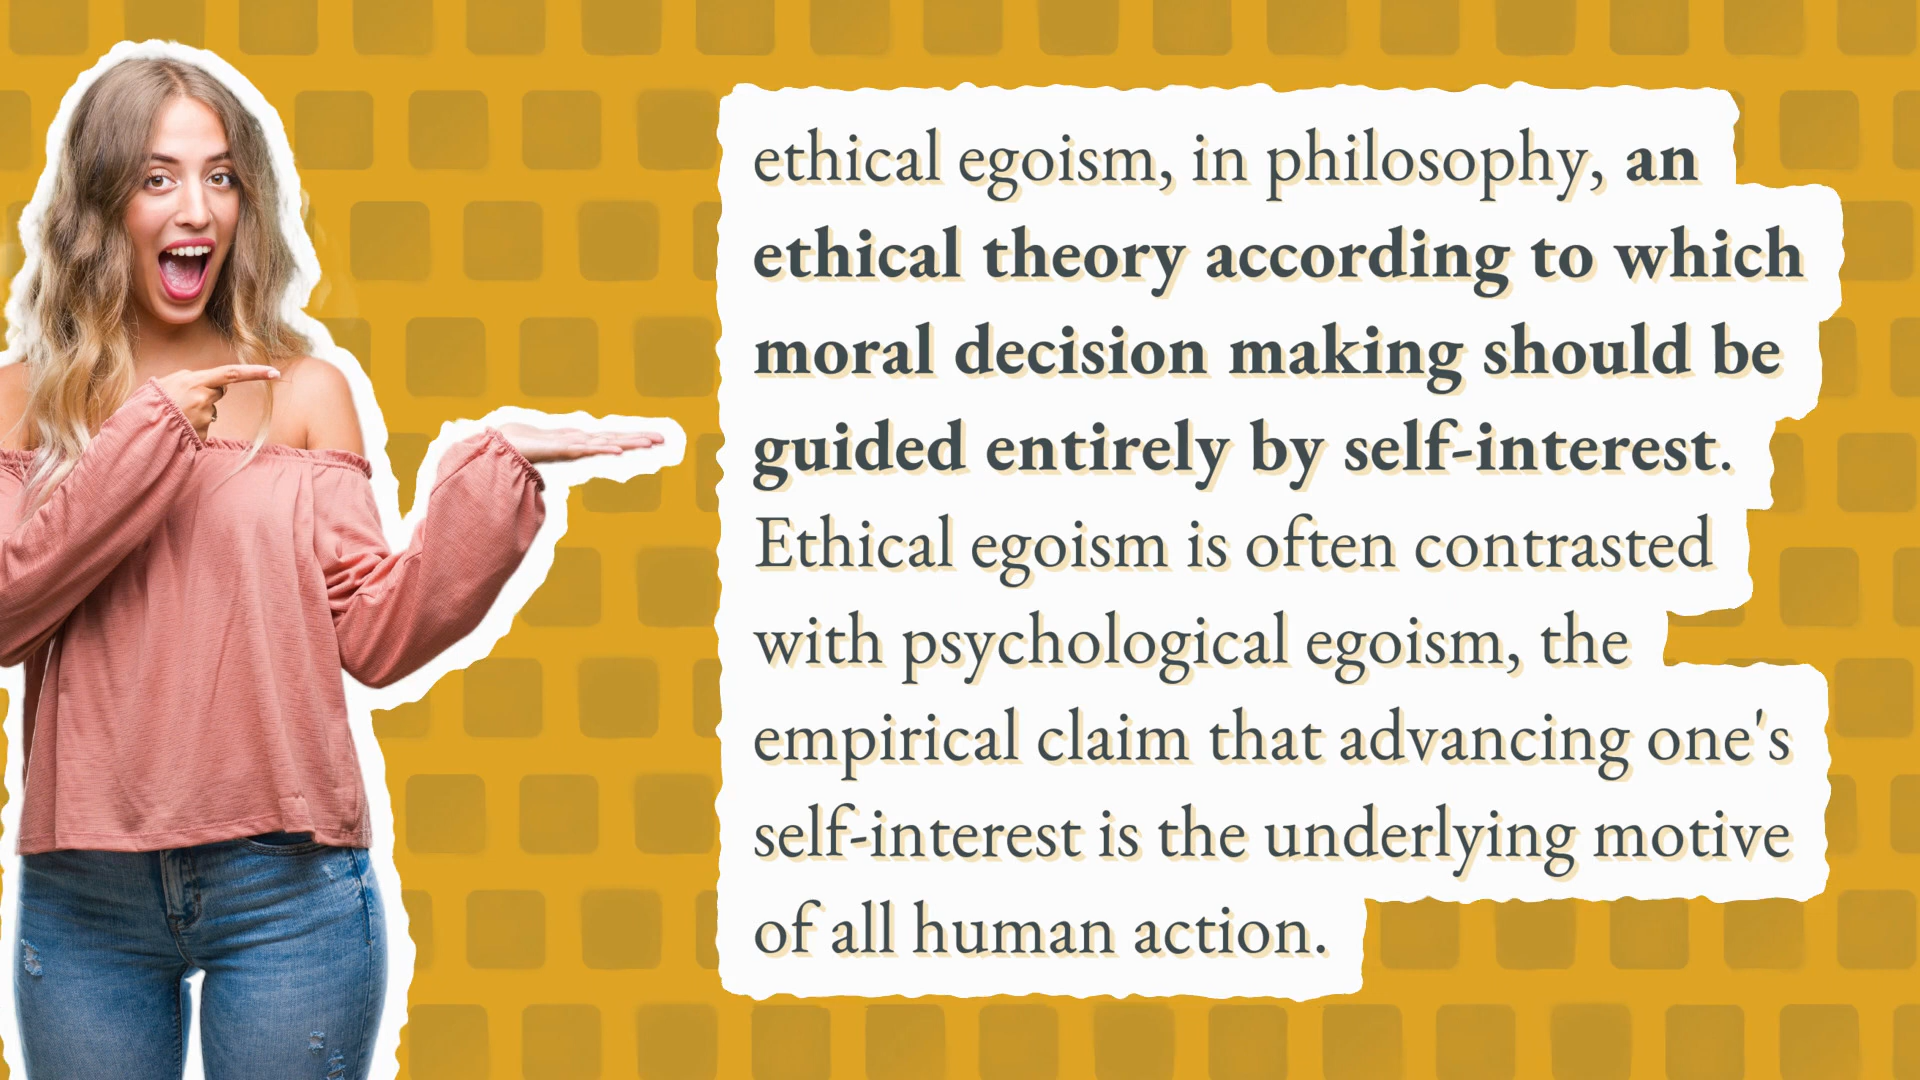 ethical egoism, in philosophy, an
ethical theory according to which
moral decision making should be
guided entirely by self-interest.
Ethical egoism is often contrasted
with psychological egoism, the
empirical claim that advancing one's
self-interest is the underlying motive
of all human action.